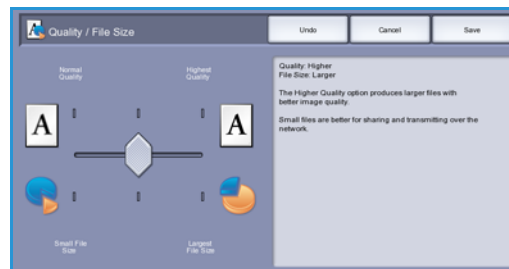 Quality / File Size
Undo
Cancel
Save
Normal
Quality
Highest
Quality
A
A
Small File
Size
Largest
File Size
Quality: Higher
File Size: Larger
The Higher Quality option produces larger files with
better image quality.
Small files are better for sharing and transmitting over the
network.